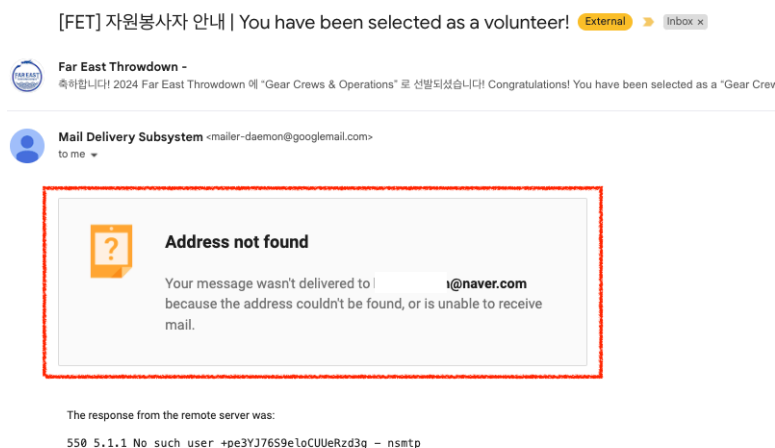 [FET] 자원봉사자 안내 | You have been selected as a volunteer! External Inbox ×
FAR EAST
Far East Throwdown -
축하합니다! 2024 Far East Throwdown 에 “Gear Crews & Operations” 로 선발되셨습니다! Congratulations! You have been selected as a “Gear Crew
Mail Delivery Subsystem <mailer-daemon@googlemail.com>
to me
?
Address not found
Your message wasn't delivered to @naver.com
because the address couldn't be found, or is unable to receive
mail.
The response from the remote server was:
550 5.1.1 No such user +pe3YJ76S9eloCUUeRzd3g – nsmtp